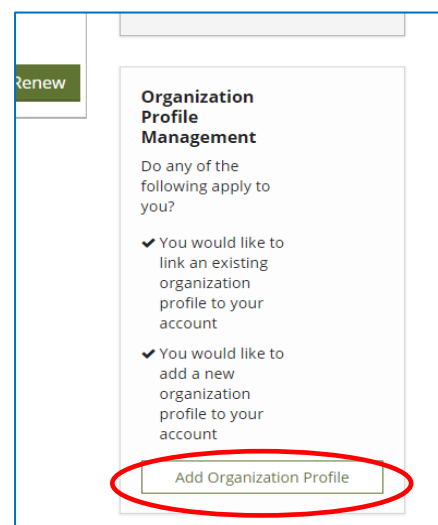 Renew
Organization
Profile
Management
Do any of the
following apply to
you?
✔ You would like to
link an existing
organization
profile to your
account
✔ You would like to
add a new
organization
profile to your
account
Add Organization Profile